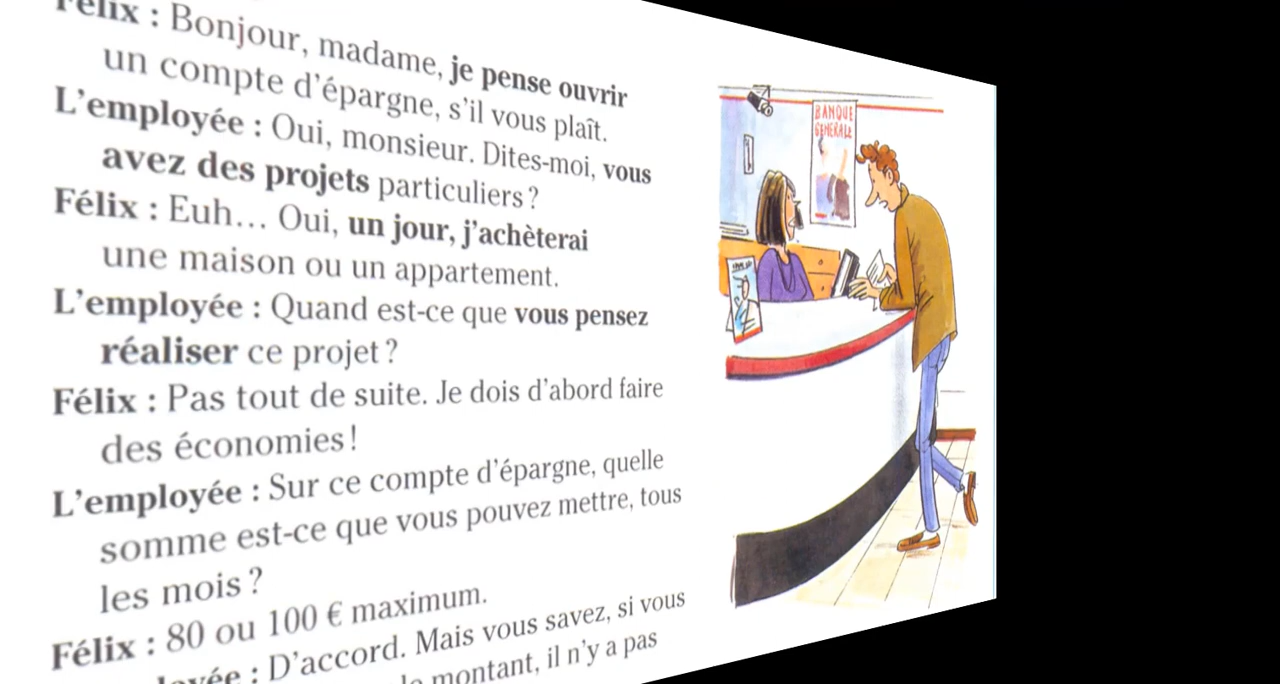 Félix : Bonjour, madame, je pense ouvrir
un compte d'épargne, s'il vous plaît.
L'employée : Oui, monsieur. Dites-moi, vous
avez des projets particuliers ?
Félix : Euh… Oui, un jour, j'achèterai
une maison ou un appartement.
L'employée : Quand est-ce que vous pensez
réaliser ce projet ?
Félix : Pas tout de suite. Je dois d'abord faire
des économies !
L'employée : Sur ce compte d'épargne, quelle
somme est-ce que vous pouvez mettre, tous
les mois ?
Félix : 80 ou 100 € maximum.
D'accord. Mais vous savez, si vous
montant, il n'y a pas
BANQUE
GENERALE